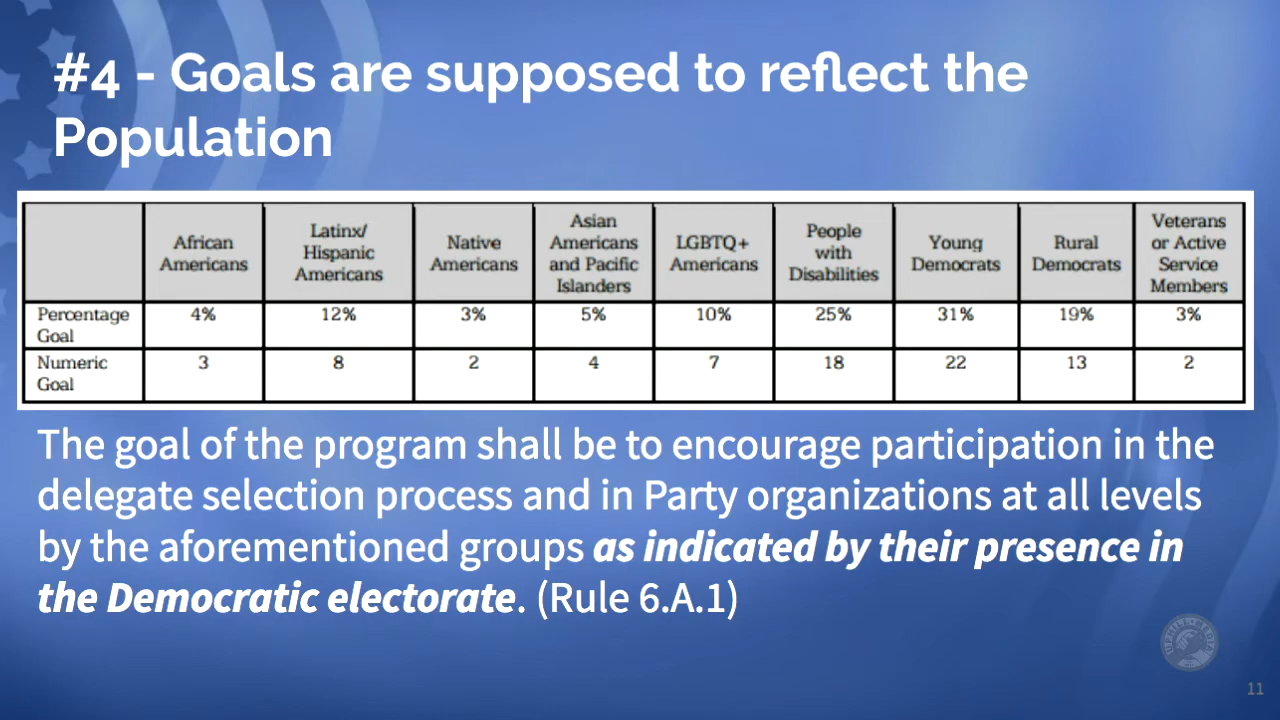 #4 - Goals are supposed to reflect the
Population
African
Americans
Latinx/
Hispanic
Americans
Native
Americans
Asian
Americans
and Pacific
Islanders
LGBTQ+
Americans
People
with
Disabilities
Young
Democrats
Rural
Democrats
Veterans
or Active
Service
Members
Percentage
Goal
4% 12% 3% 5% 10% 25% 31% 19% 3%
Numeric
Goal
3 8 2 4 7 18 22 13 2
The goal of the program shall be to encourage participation in the
delegate selection process and in Party organizations at all levels
by the aforementioned groups as indicated by their presence in
the Democratic electorate. (Rule 6.A.1)
11